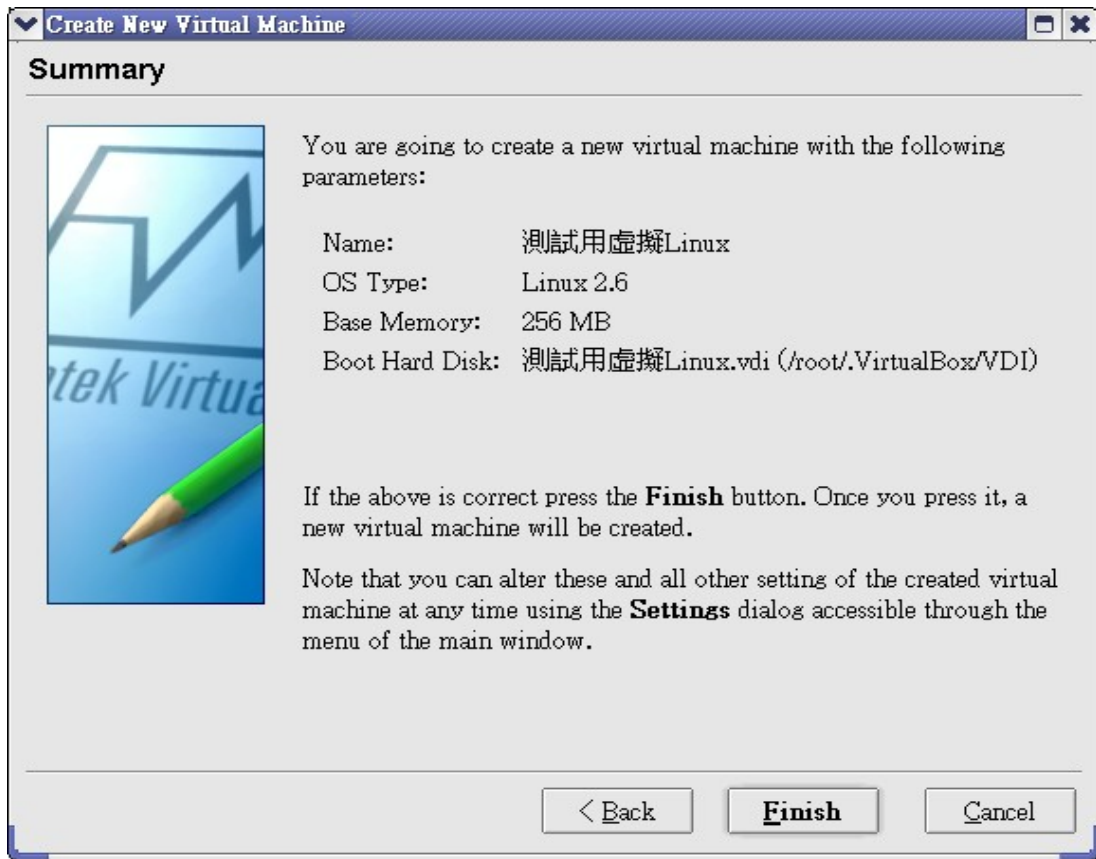 Create New Virtual Machine
Summary
You are going to create a new virtual machine with the following
parameters:
Name: 測試用虛擬Linux
OS Type: Linux 2.6
Base Memory: 256 MB
Boot Hard Disk: 測試用虛擬Linux.vdi (/root/.VirtualBox/VDI)
tek Virtua
If the above is correct press the Finish button. Once you press it, a
new virtual machine will be created.
Note that you can alter these and all other setting of the created virtual
machine at any time using the Settings dialog accessible through the
menu of the main window.
< Back Finish Cancel